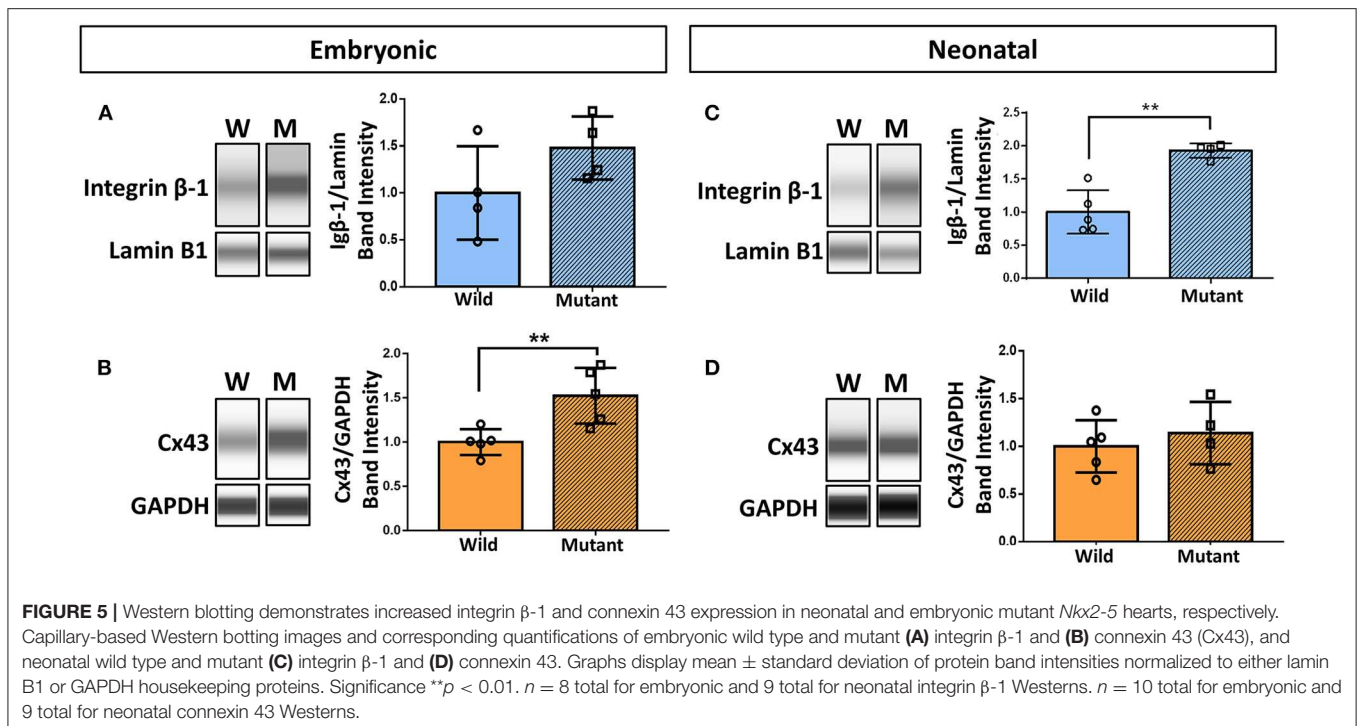 Embryonic
Neonatal
A
W M
Integrin β-1
Lamin B1
Igβ-1/Lamin
Band Intensity
2.0
1.5
1.0
0.5
0.0
Wild Mutant
B
W M
Cx43
GAPDH
Cx43/GAPDH
Band Intensity
**
2.0
1.5
1.0
0.5
0.0
Wild Mutant
C
W M
Integrin β-1
Lamin B1
Igβ-1/Lamin
Band Intensity
**
2.5
2.0
1.5
1.0
0.5
0.0
Wild Mutant
D
W M
Cx43
GAPDH
Cx43/GAPDH
Band Intensity
2.0
1.5
1.0
0.5
0.0
Wild Mutant
FIGURE 5 | Western blotting demonstrates increased integrin β-1 and connexin 43 expression in neonatal and embryonic mutant Nkx2-5 hearts, respectively.
Capillary-based Western botting images and corresponding quantifications of embryonic wild type and mutant (A) integrin β-1 and (B) connexin 43 (Cx43), and
neonatal wild type and mutant (C) integrin β-1 and (D) connexin 43. Graphs display mean ± standard deviation of protein band intensities normalized to either lamin
B1 or GAPDH housekeeping proteins. Significance **p < 0.01. n = 8 total for embryonic and 9 total for neonatal integrin β-1 Westerns. n = 10 total for embryonic and
9 total for neonatal connexin 43 Westerns.